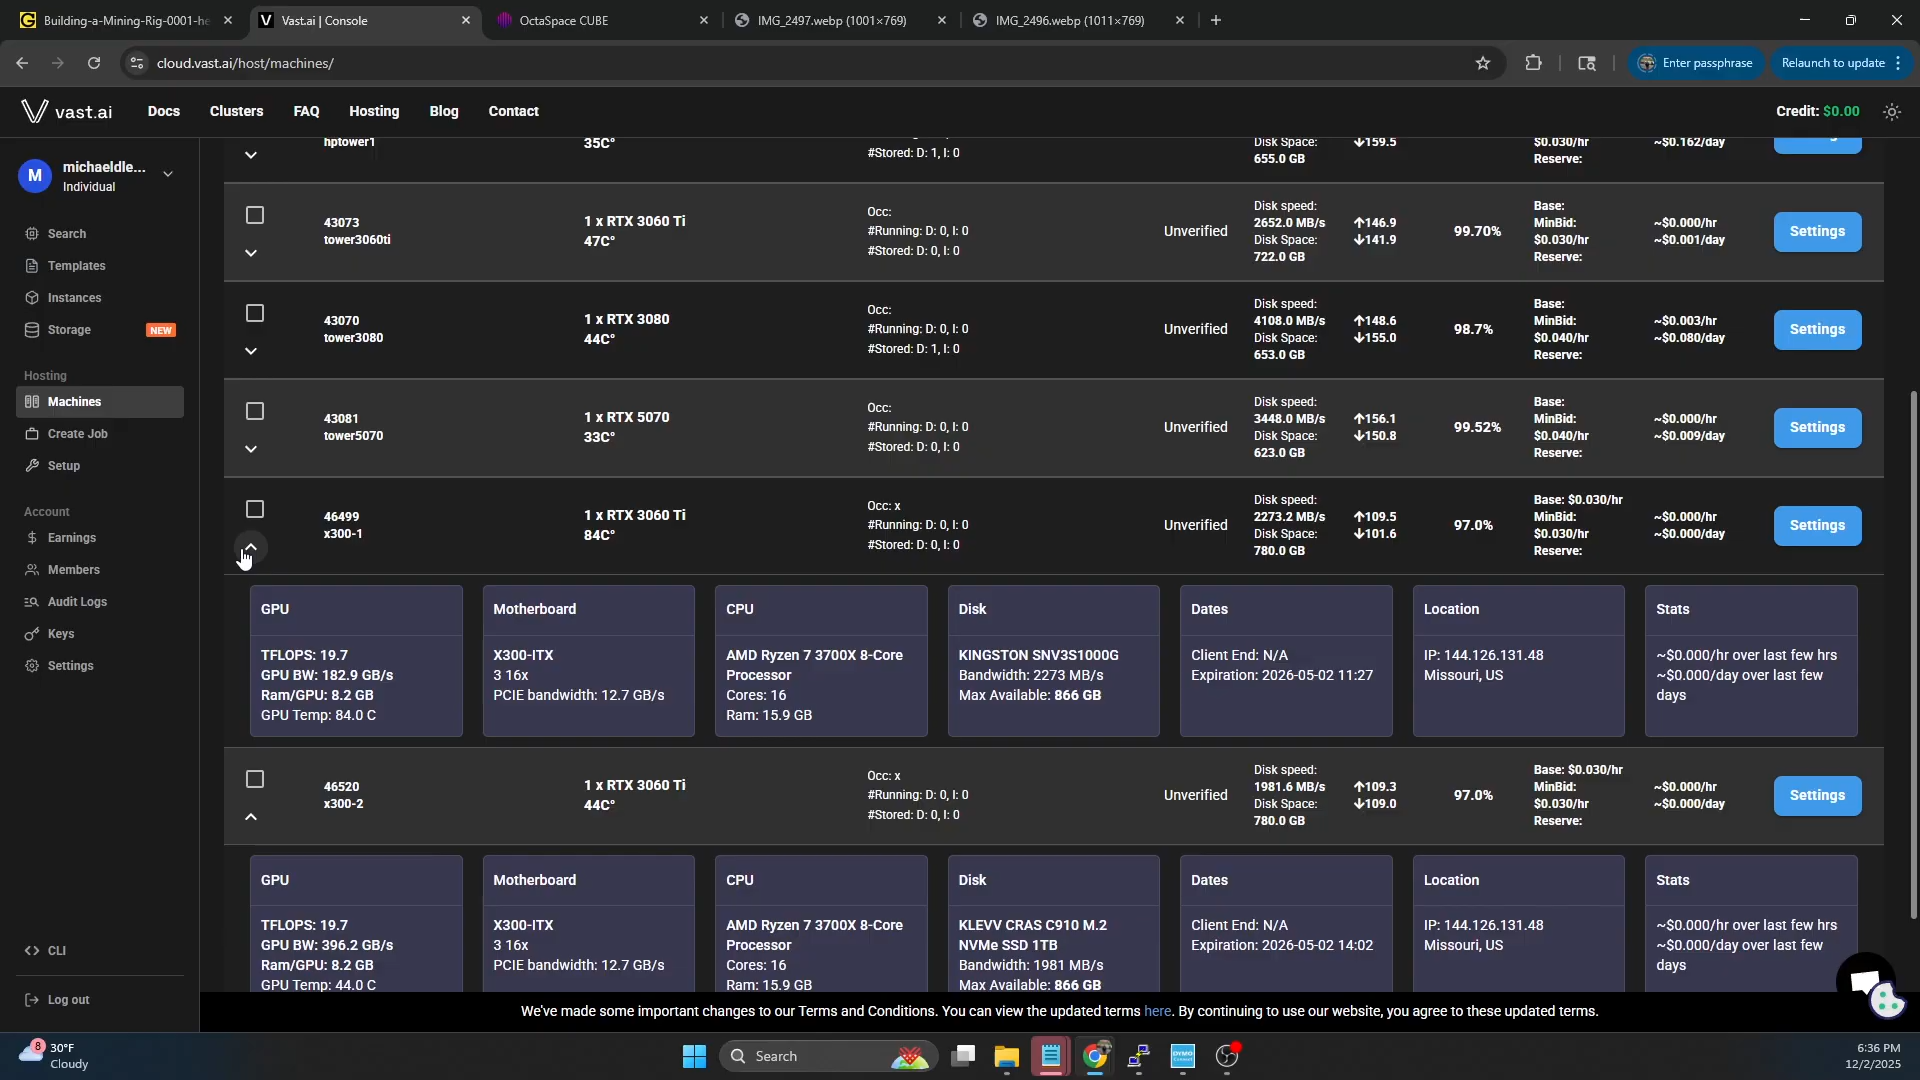 Building-a-Mining-Rig-0001-he
Vast.ai | Console
OctaSpace CUBE
IMG_2497.webp (1001×769)
IMG_2496.webp (1011×769)
cloud.vast.ai/host/machines/
Enter passphrase
Relaunch to update
vast.ai
Docs
Clusters
FAQ
Hosting
Blog
Contact
Credit: $0.00
M
michaeldle...
Individual
Search
Templates
Instances
Storage
NEW
Hosting
Machines
Create Job
Setup
Account
Earnings
Members
Audit Logs
Keys
Settings
CLI
Log out
hptower1
35C°
#Stored: D: 1, I: 0
Disk Space:
655.0 GB
↓159.5
$0.030/hr
Reserve:
~$0.162/day
43073
tower3060ti
1 x RTX 3060 Ti
47C°
Occ:
#Running: D: 0, I: 0
#Stored: D: 0, I: 0
Unverified
Disk speed:
2652.0 MB/s
Disk Space:
722.0 GB
↑146.9
↓141.9
99.70%
Base:
MinBid:
$0.030/hr
Reserve:
~$0.000/hr
~$0.001/day
Settings
43070
tower3080
1 x RTX 3080
44C°
Occ:
#Running: D: 0, I: 0
#Stored: D: 1, I: 0
Unverified
Disk speed:
4108.0 MB/s
Disk Space:
653.0 GB
↑148.6
↓155.0
98.7%
Base:
MinBid:
$0.040/hr
Reserve:
~$0.003/hr
~$0.080/day
Settings
43081
tower5070
1 x RTX 5070
33C°
Occ:
#Running: D: 0, I: 0
#Stored: D: 0, I: 0
Unverified
Disk speed:
3448.0 MB/s
Disk Space:
623.0 GB
↑156.1
↓150.8
99.52%
Base:
MinBid:
$0.040/hr
Reserve:
~$0.000/hr
~$0.009/day
Settings
46499
x300-1
1 x RTX 3060 Ti
84C°
Occ: x
#Running: D: 0, I: 0
#Stored: D: 0, I: 0
Unverified
Disk speed:
2273.2 MB/s
Disk Space:
780.0 GB
↑109.5
↓101.6
97.0%
Base: $0.030/hr
MinBid:
$0.030/hr
Reserve:
~$0.000/hr
~$0.000/day
Settings
GPU
TFLOPS: 19.7
GPU BW: 182.9 GB/s
Ram/GPU: 8.2 GB
GPU Temp: 84.0 C
Motherboard
X300-ITX
3 16x
PCIE bandwidth: 12.7 GB/s
CPU
AMD Ryzen 7 3700X 8-Core
Processor
Cores: 16
Ram: 15.9 GB
Disk
KINGSTON SNV3S1000G
Bandwidth: 2273 MB/s
Max Available: 866 GB
Dates
Client End: N/A
Expiration: 2026-05-02 11:27
Location
IP: 144.126.131.48
Missouri, US
Stats
~$0.000/hr over last few hrs
~$0.000/day over last few
days
46520
x300-2
1 x RTX 3060 Ti
44C°
Occ: x
#Running: D: 0, I: 0
#Stored: D: 0, I: 0
Unverified
Disk speed:
1981.6 MB/s
Disk Space:
780.0 GB
↑109.3
↓109.0
97.0%
Base: $0.030/hr
MinBid:
$0.030/hr
Reserve:
~$0.000/hr
~$0.000/day
Settings
GPU
TFLOPS: 19.7
GPU BW: 396.2 GB/s
Ram/GPU: 8.2 GB
GPU Temp: 44.0 C
Motherboard
X300-ITX
3 16x
PCIE bandwidth: 12.7 GB/s
CPU
AMD Ryzen 7 3700X 8-Core
Processor
Cores: 16
Ram: 15.9 GB
Disk
KLEVV CRAS C910 M.2
NVMe SSD 1TB
Bandwidth: 1981 MB/s
Max Available: 866 GB
Dates
Client End: N/A
Expiration: 2026-05-02 14:02
Location
IP: 144.126.131.48
Missouri, US
Stats
~$0.000/hr over last few hrs
~$0.000/day over last few
days
We've made some important changes to our Terms and Conditions. You can view the updated terms here. By continuing to use our website, you agree to these updated terms.
8
30°F
Cloudy
Search
DYMO
6:36 PM
12/2/2025